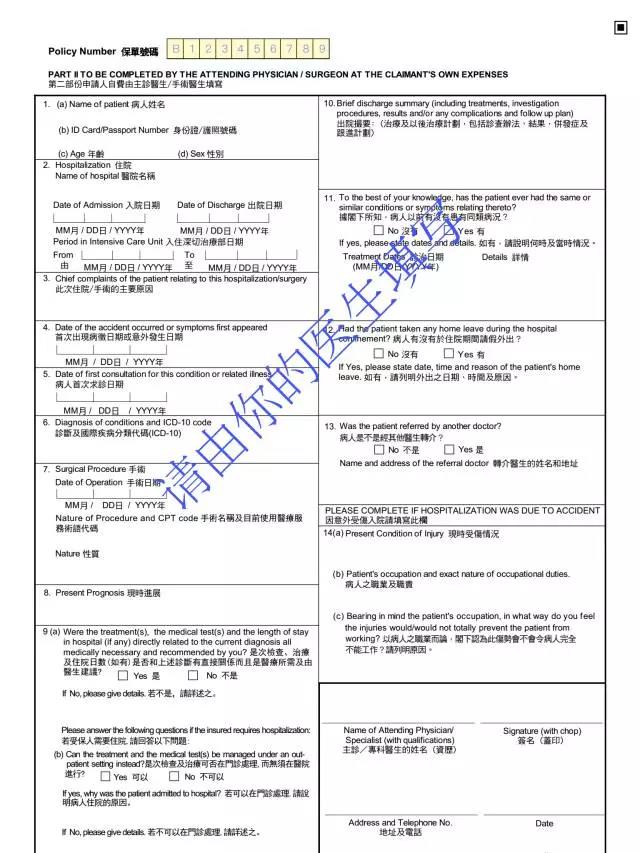 Policy Number 保單號碼 B 1 2 3 4 5 6 7 8 9
PART II TO BE COMPLETED BY THE ATTENDING PHYSICIAN / SURGEON AT THE CLAIMANT'S OWN EXPENSES
第二部份申請人自費由主診醫生/手術醫生填寫
1. (a) Name of patient 病人姓名
(b) ID Card/Passport Number 身份證/護照號碼
(c) Age 年齡 (d) Sex 性別
2. Hospitalization 住院
Name of hospital 醫院名稱
Date of Admission 入院日期 Date of Discharge 出院日期
MM月 / DD日 / YYYY年 MM月 / DD日 / YYYY年
Period in Intensive Care Unit 入住深切治療部日期
From To
由 MM月 / DD日 / YYYY年 至 MM月 / DD日 / YYYY年
3. Chief complaints of the patient relating to this hospitalization/surgery
此次住院/手術的主要原因
4. Date of the accident occurred or symptoms first appeared
首次出現病徵日期或意外發生日期
MM月 / DD日 / YYYY年
5. Date of first consultation for this condition or related illness
病人首次求診日期
MM月 / DD日 / YYYY年
6. Diagnosis of conditions and ICD-10 code
診斷及國際疾病分類代碼(ICD-10)
7. Surgical Procedure 手術
Date of Operation 手術日期
MM月 / DD日 / YYYY年
Nature of Procedure and CPT code 手術名稱及目前使用醫療服
務術語代碼
Nature 性質
8. Present Prognosis 現時進展
9 (a) Were the treatment(s), the medical test(s) and the length of stay
in hospital (if any) directly related to the current diagnosis all
medically necessary and recommended by you? 是次檢查、治療
及住院日數(如有)是否和上述診斷有直接關係而且是醫療所需及由
醫生建議? Yes 是 No 不是
If No, please give details. 若不是，請詳述之。
Please answer the following questions if the insured requires hospitalization:
若受保人需要住院, 請回答以下問題:
(b) Can the treatment and the medical test(s) be managed under an out-
patient setting instead?是次檢查及治療可否在門診處理, 而無須在醫院
進行? Yes 可以 No 不可以
If yes, why was the patient admitted to hospital? 若可以在門診處理, 請說
明病人住院的原因。
If No, please give details. 若不可以在門診處理, 請詳述之。
10. Brief discharge summary (including treatments, investigation
procedures, results and/or any complications and follow up plan)
出院撮要:（治療及以後治療計劃，包括診查辦法，結果，併發症及
跟進計劃）
11. To the best of your knowledge, has the patient ever had the same or
similar conditions or symptoms relating thereto?
據閣下所知，病人以前有沒有患有同類病況？
No 沒有 Yes 有
If yes, please state dates and details. 如有，請說明何時及當時情況。
Treatment Dates 診治日期 Details 詳情
(MM月/DD日/YYYY年)
12. Had the patient taken any home leave during the hospital
confinement? 病人有沒有於住院期間請假外出？
No 沒有 Yes 有
If Yes, please state date, time and reason of the patient's home
leave. 如有，請列明外出之日期、時間及原因。
13. Was the patient referred by another doctor?
病人是不是經其他醫生轉介？
No 不是 Yes 是
Name and address of the referral doctor 轉介醫生的姓名和地址
PLEASE COMPLETE IF HOSPITALIZATION WAS DUE TO ACCIDENT
因意外受傷入院請填寫此欄
14(a) Present Condition of Injury 現時受傷情況
(b) Patient's occupation and exact nature of occupational duties.
病人之職業及職責
(c) Bearing in mind the patient's occupation, in what way do you feel
the injuries would/would not totally prevent the patient from
working? 以病人之職業而論，閣下認為此傷勢會不會令病人完全
不能工作？請列明原因。
Name of Attending Physician/ Signature (with chop)
Specialist (with qualifications) 簽名（蓋印）
主診／專科醫生的姓名（資歷）
Address and Telephone No. Date
地址及電話
请由你的医生填写